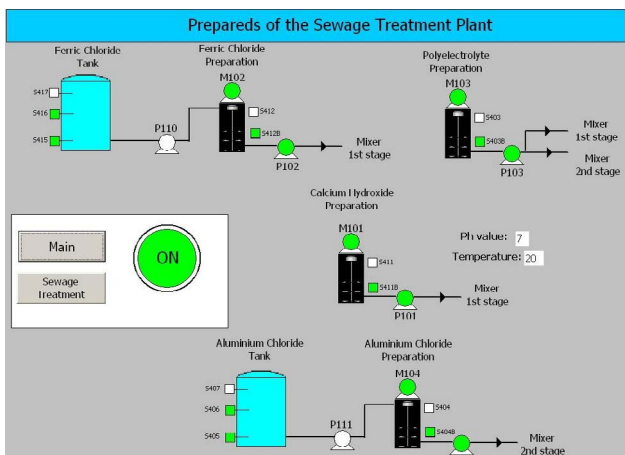 Prepareds of the Sewage Treatment Plant
Ferric Chloride
Tank
S417
S416
S415
P110
Ferric Chloride
Preparation
M102
S412
S412B
P102
Mixer
1st stage
Polyelectrolyte
Preparation
M103
S403
S403B
P103
Mixer
1st stage
Mixer
2nd stage
Main
Sewage
Treatment
ON
Calcium Hydroxide
Preparation
M101
S411
S411B
P101
Mixer
1st stage
Ph value: 7
Temperature: 20
Aluminium Chloride
Tank
S407
S406
S405
P111
Aluminium Chloride
Preparation
M104
S404
S404B
Mixer
2nd stage